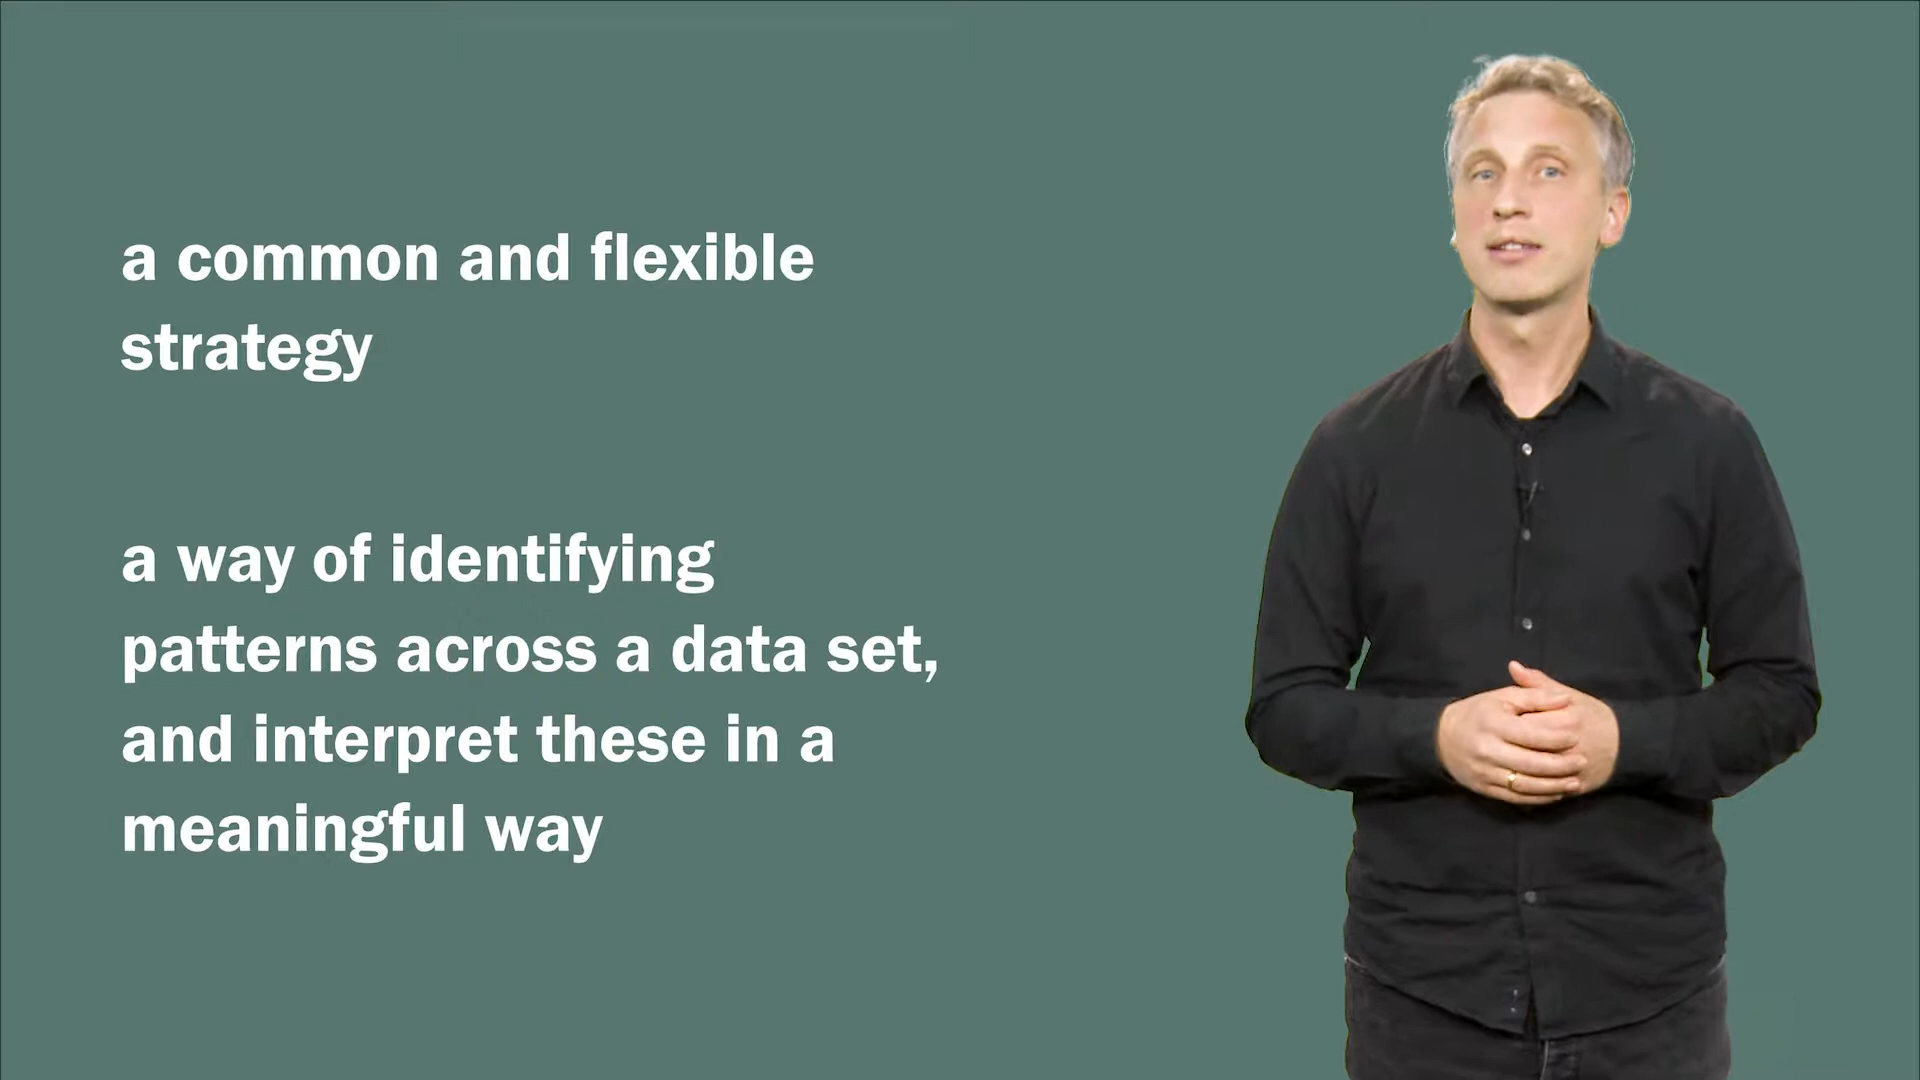 a common and flexible
strategy
a way of identifying
patterns across a data set,
and interpret these in a
meaningful way